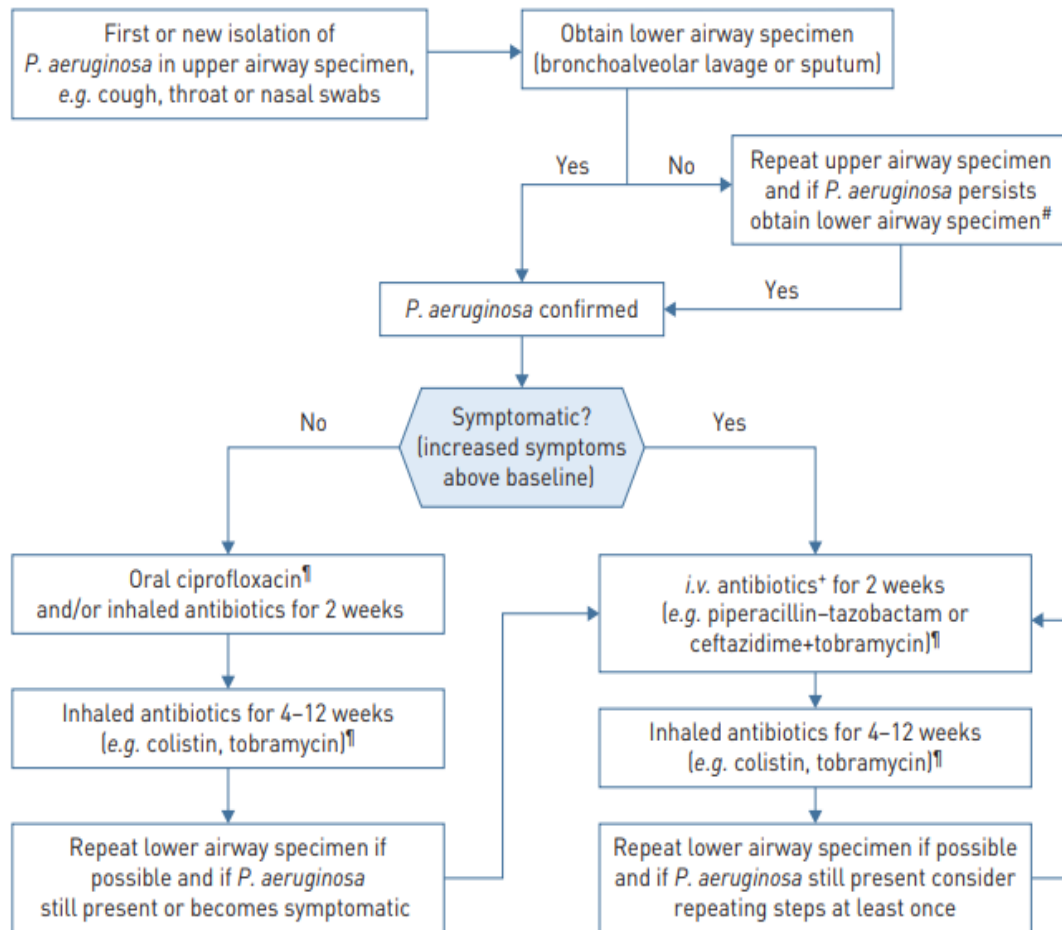 First or new isolation of
P. aeruginosa in upper airway specimen,
e.g. cough, throat or nasal swabs
Obtain lower airway specimen
(bronchoalveolar lavage or sputum)
Yes
No
Repeat upper airway specimen
and if P. aeruginosa persists
obtain lower airway specimen#
Yes
P. aeruginosa confirmed
No
Symptomatic?
(increased symptoms
above baseline)
Yes
Oral ciprofloxacin¶
and/or inhaled antibiotics for 2 weeks
i.v. antibiotics+ for 2 weeks
(e.g. piperacillin–tazobactam or
ceftazidime+tobramycin)¶
Inhaled antibiotics for 4–12 weeks
(e.g. colistin, tobramycin)¶
Inhaled antibiotics for 4–12 weeks
(e.g. colistin, tobramycin)¶
Repeat lower airway specimen if
possible and if P. aeruginosa
still present or becomes symptomatic
Repeat lower airway specimen if possible
and if P. aeruginosa still present consider
repeating steps at least once